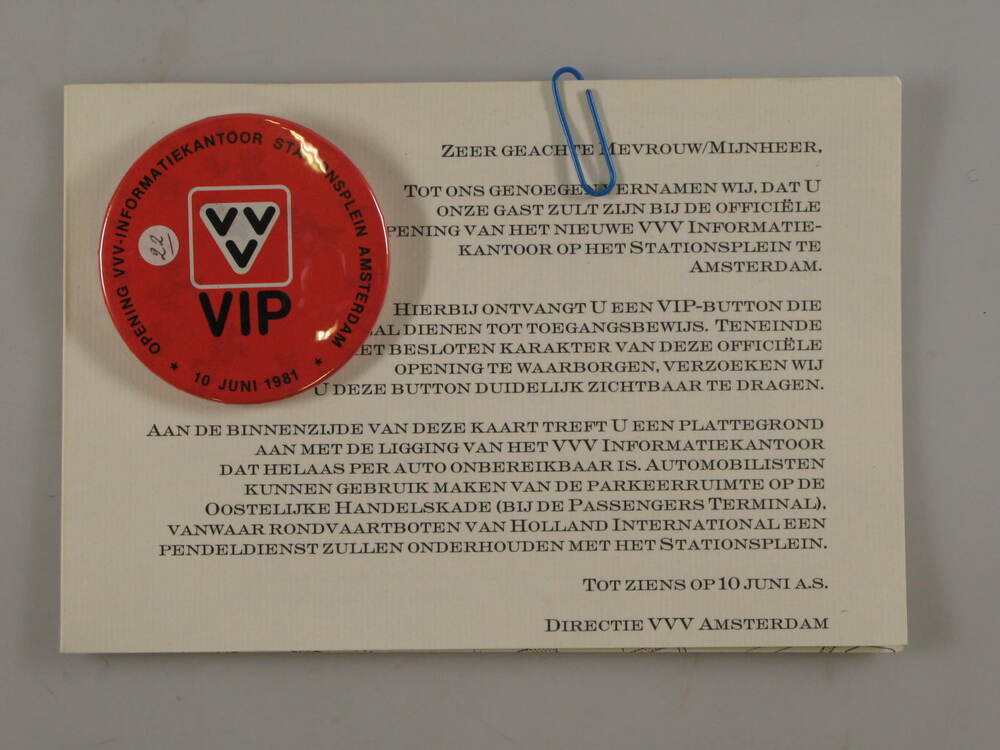 OPENING VVV-INFORMATIEKANTOOR STATIONSPLEIN AMSTERDAM
22
VV
V
VIP
* 10 JUNI 1981 *
ZEER GEACHTE MEVROUW/MIJNHEER,
TOT ONS GENOEGEN VERNAMEN WIJ, DAT U
ONZE GAST ZULT ZIJN BIJ DE OFFICIËLE
PENING VAN HET NIEUWE VVV INFORMATIE-
KANTOOR OP HET STATIONSPLEIN TE
AMSTERDAM.
HIERBIJ ONTVANGT U EEN VIP-BUTTON DIE
AL DIENEN TOT TOEGANGSBEWIJS. TENEINDE
ET BESLOTEN KARAKTER VAN DEZE OFFICIËLE
OPENING TE WAARBORGEN, VERZOEKEN WIJ
U DEZE BUTTON DUIDELIJK ZICHTBAAR TE DRAGEN.
AAN DE BINNENZIJDE VAN DEZE KAART TREFT U EEN PLATTEGROND
AAN MET DE LIGGING VAN HET VVV INFORMATIEKANTOOR
DAT HELAAS PER AUTO ONBEREIKBAAR IS. AUTOMOBILISTEN
KUNNEN GEBRUIK MAKEN VAN DE PARKEERRUIMTE OP DE
OOSTELIJKE HANDELSKADE (BIJ DE PASSENGERS TERMINAL),
VANWAAR RONDVAARTBOTEN VAN HOLLAND INTERNATIONAL EEN
PENDELDIENST ZULLEN ONDERHOUDEN MET HET STATIONSPLEIN.
TOT ZIENS OP 10 JUNI A.S.
DIRECTIE VVV AMSTERDAM